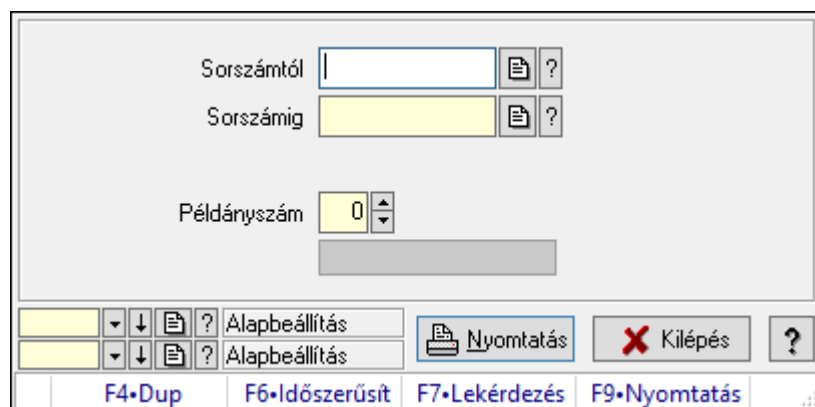 Sorszámtól ?
Sorszámig ?
Példányszám 0
? Alapbeállítás
? Alapbeállítás
Nyomtatás Kilépés ?
F4•Dup F6•Időszerűsít F7•Lekérdezés F9•Nyomtatás